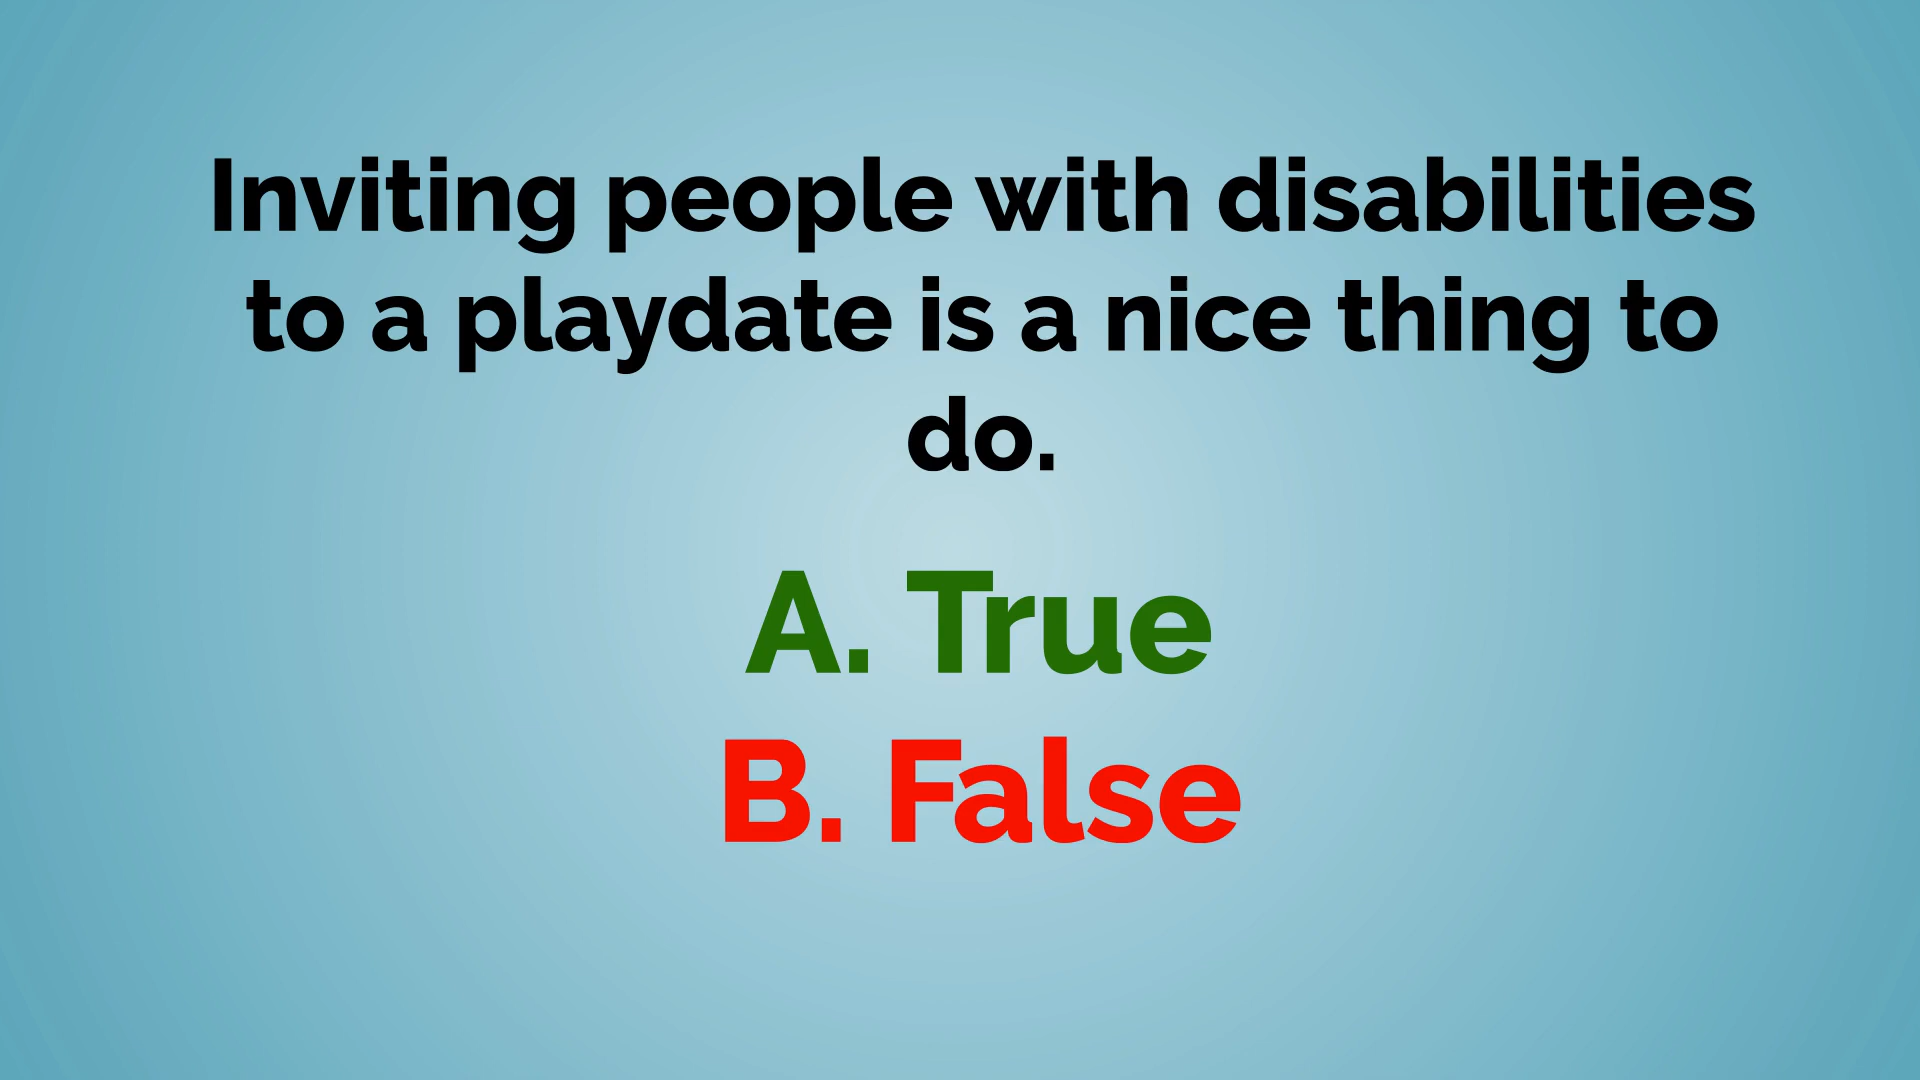 Inviting people with disabilities
to a playdate is a nice thing to
do.
A. True
B. False